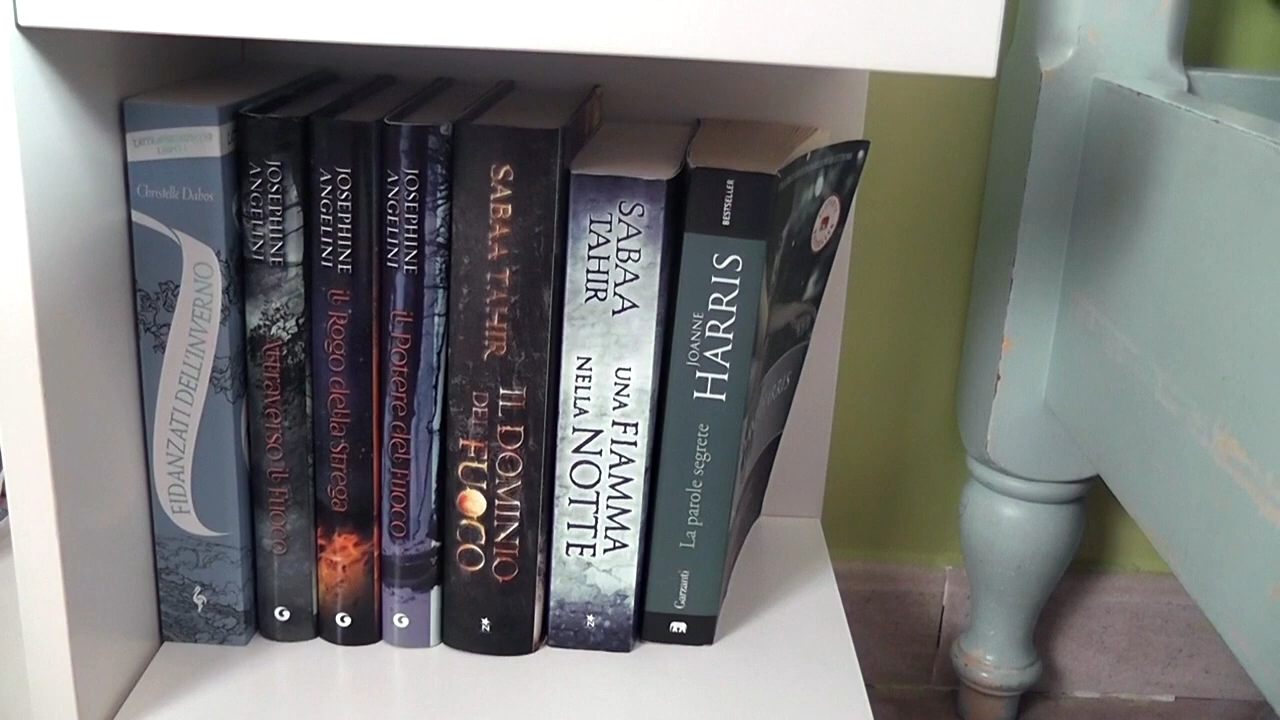 Christelle Dabos
FIDANZATI DELL'INVERNO
JOSEPHINE
ANGELINI
Attraverso il Fuoco
JOSEPHINE
ANGELINI
il Rogo della Strega
JOSEPHINE
ANGELINI
il Potere del Fuoco
SABAA TAHIR
IL DOMINIO
DEL FUOCO
SABAA
TAHIR
UNA FIAMMA
NELLA NOTTE
BESTSELLER
JOANNE
HARRIS
La parole segrete
Garzanti